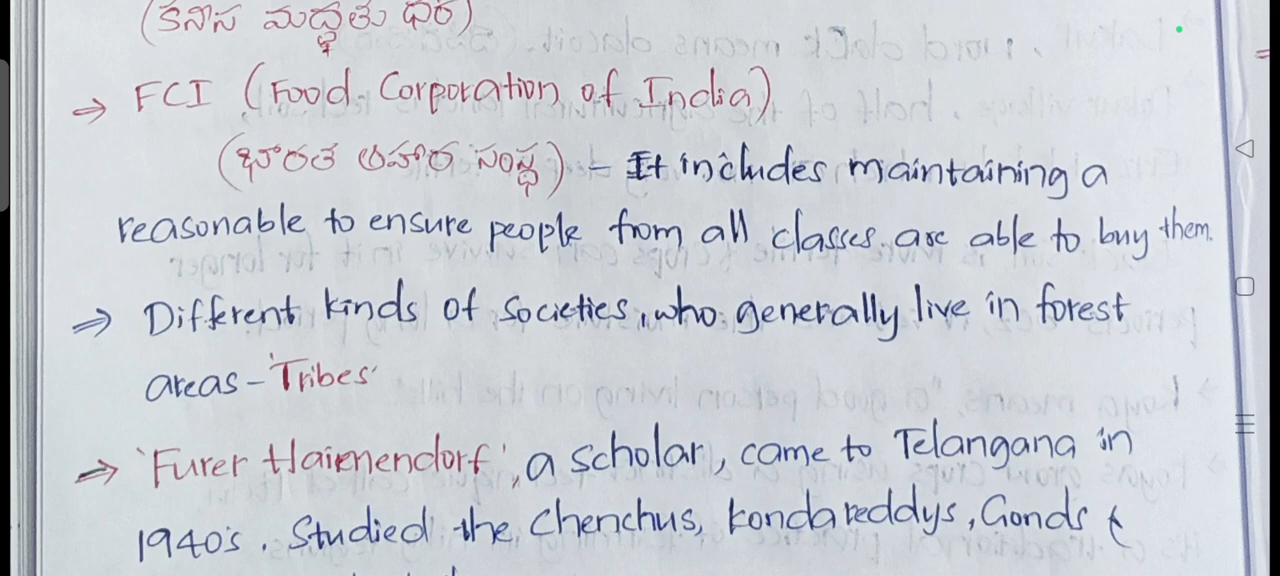 (కనీస మద్దతు ధర)
⇒ FCI (Food Corporation of India)
(భారత ఆహార సంస్థ) - It includes maintaining a
reasonable to ensure people from all classes are able to buy them.
⇒ Different kinds of societies, who generally live in forest
areas - 'Tribes'
⇒ 'Furer Haimendorf', a scholar, came to Telangana in
1940's. Studied the Chenchus, kondareddys, Gonds &